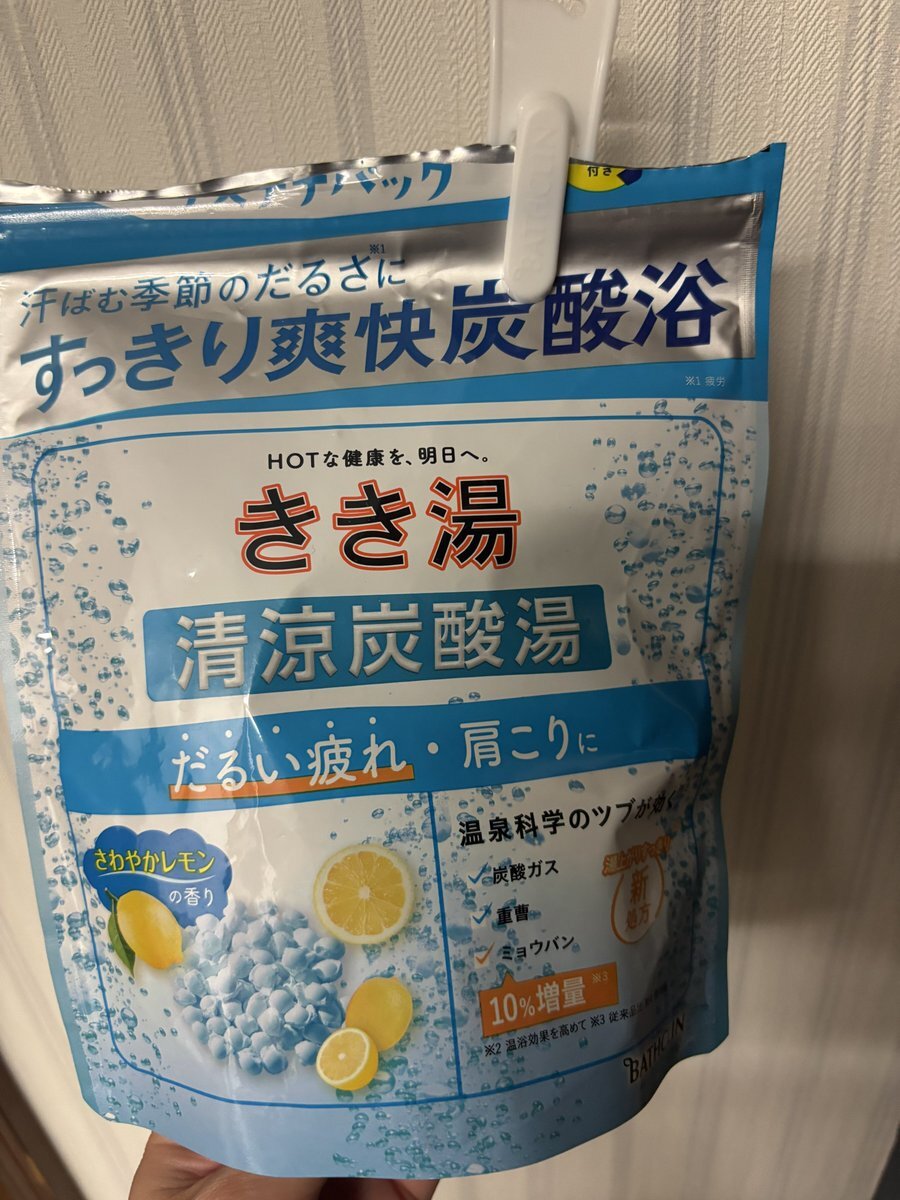 付き
汗ばむ季節のだるさに※1
すっきり爽快炭酸浴
※1 疲労
HOTな健康を、明日へ。
きき湯
清涼炭酸湯
だるい疲れ・肩こりに
さわやかレモン
の香り
温泉科学のツブが効く
炭酸ガス
重曹
ミョウバン
新
処方
10%増量※3
※2 温浴効果を高めて ※3 従来品
BATHCLIN